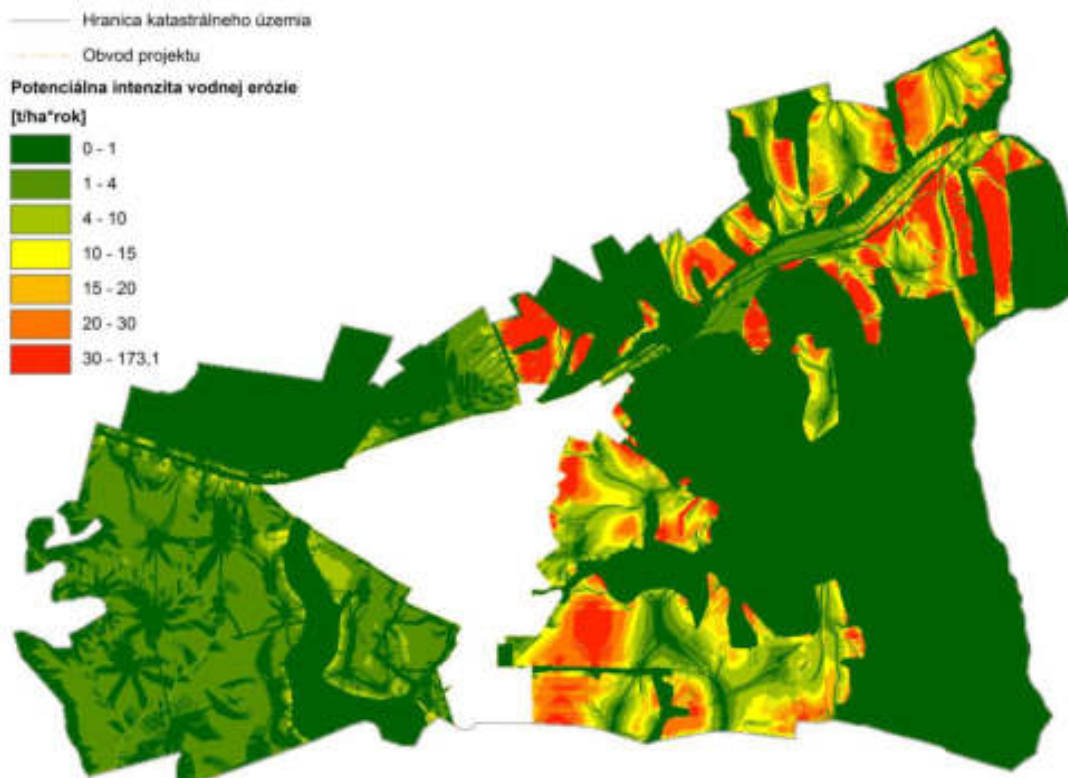 Hranica katastrálneho územia
Obvod projektu
Potenciálna intenzita vodnej erózie
[t/ha*rok]
0 - 1
1 - 4
4 - 10
10 - 15
15 - 20
20 - 30
30 - 173,1